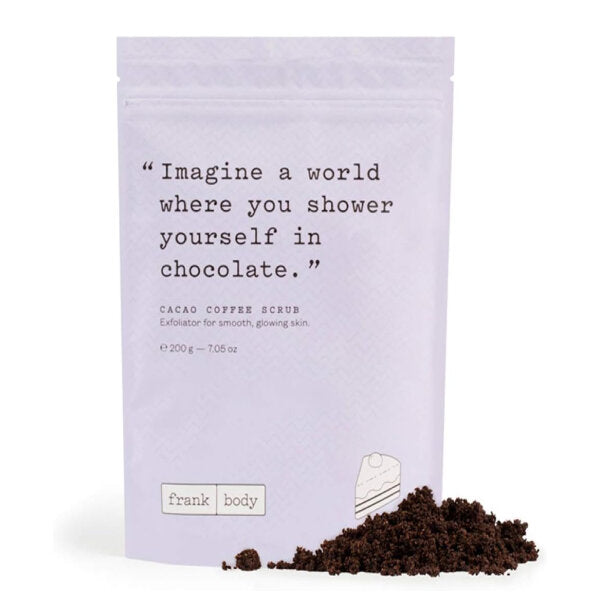 “Imagine a world
where you shower
yourself in
chocolate.”
CACAO COFFEE SCRUB
Exfoliator for smooth, glowing skin.
℮ 200 g — 7.05 oz
frank body